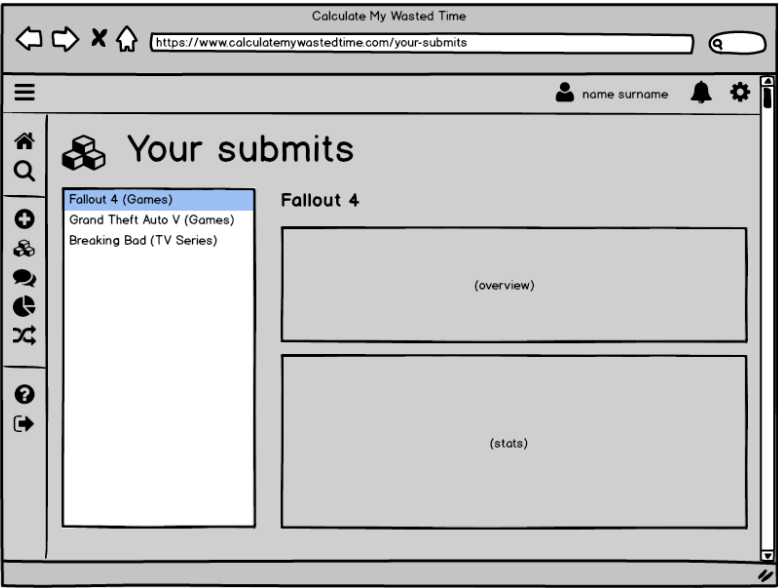 Calculate My Wasted Time
https://www.calculatemywastedtime.com/your-submits
name surname
Your submits
Fallout 4 (Games)
Grand Theft Auto V (Games)
Breaking Bad (TV Series)
Fallout 4
(overview)
(stats)